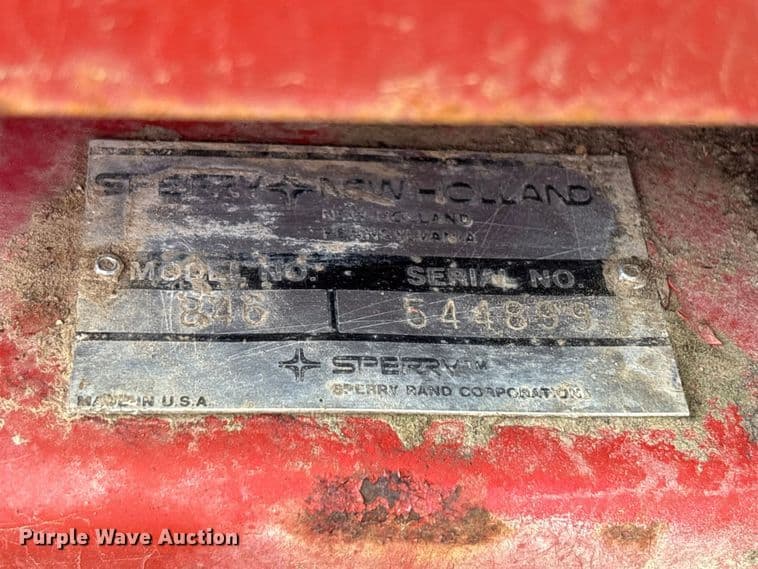 SPERRY NEW HOLLAND
NEW HOLLAND
PENNSYLVANIA
MODEL NO. SERIAL NO.
846 544899
SPERRY TM
SPERRY RAND CORPORATION
MADE IN U.S.A.
Purple Wave Auction